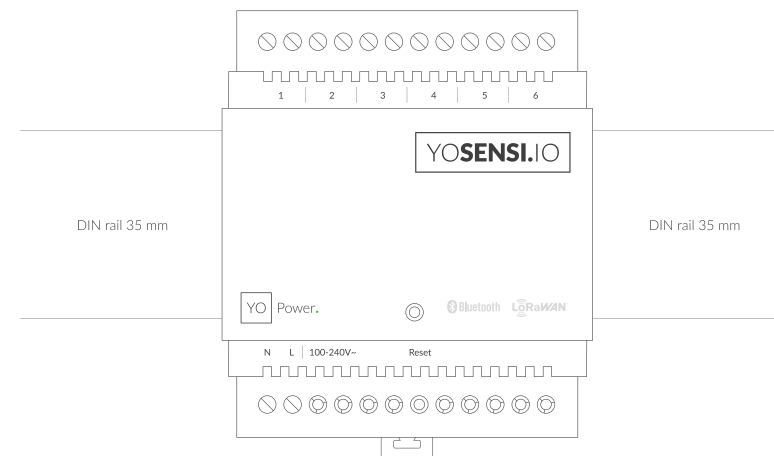 1 2 3 4 5 6
YOSENSI.IO
DIN rail 35 mm DIN rail 35 mm
YO Power. Bluetooth LoRaWAN
N L 100-240V~ Reset